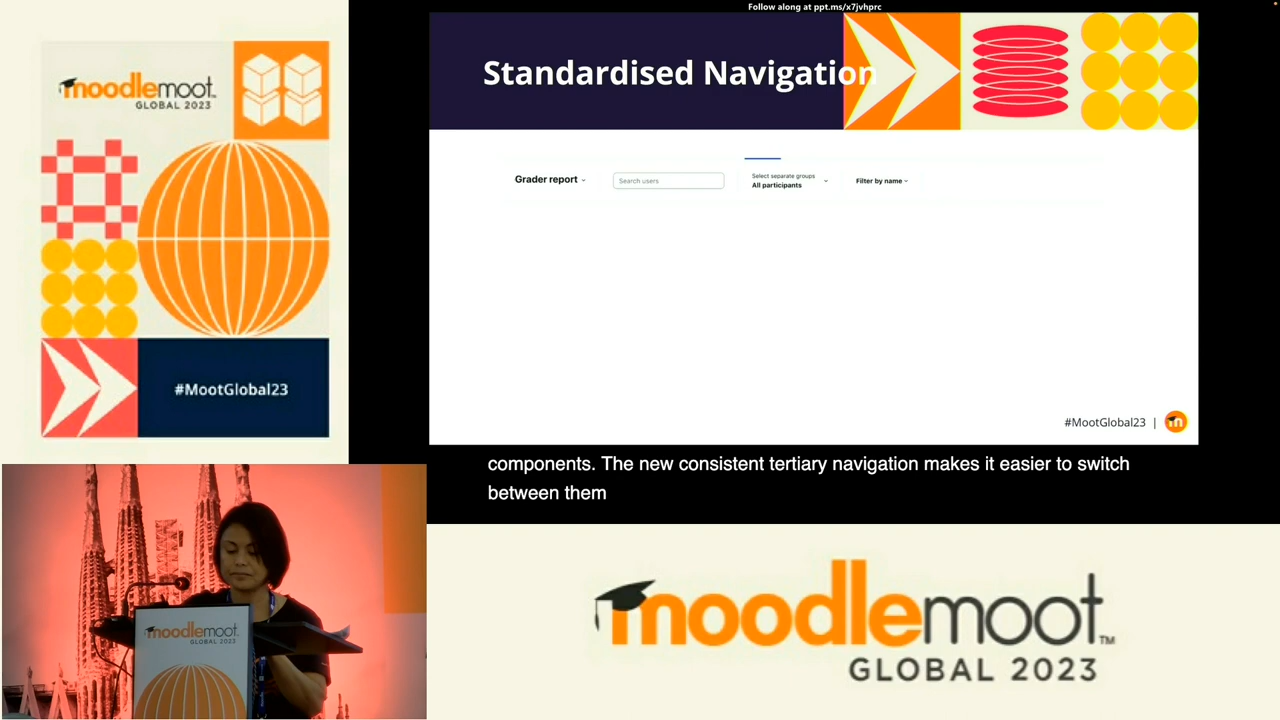 Follow along at ppt.ms/x7jvhprc
moodlemoot™
GLOBAL 2023
Standardised Navigation
Grader report
Search users
Select separate groups
All participants
Filter by name
#MootGlobal23
#MootGlobal23 |
m
components. The new consistent tertiary navigation makes it easier to switch
between them
moodlemoot
GLOBAL 2023
moodlemoot™
GLOBAL 2023